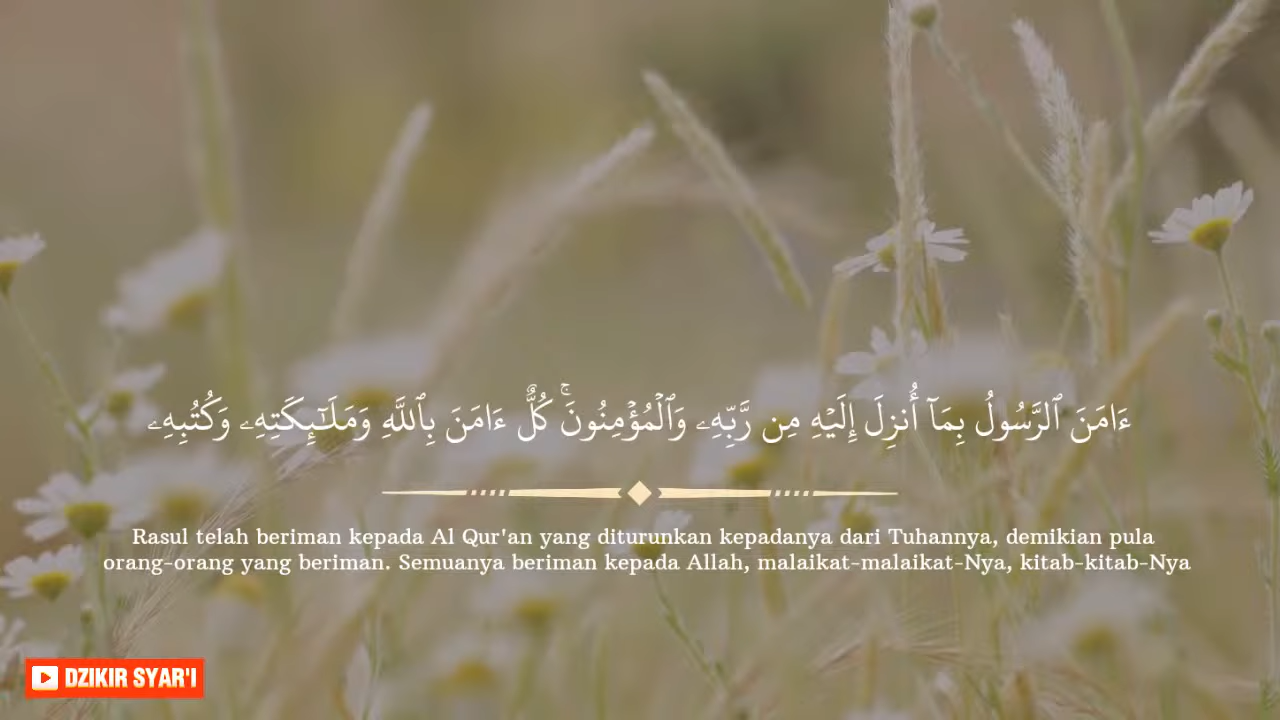 ءَامَنَ ٱلرَّسُولُ بِمَآ أُنزِلَ إِلَيْهِ مِن رَّبِّهِۦ وَٱلْمُؤْمِنُونَ ۚ كُلٌّ ءَامَنَ بِٱللَّهِ وَمَلَٰٓئِكَتِهِۦ وَكُتُبِهِۦ
Rasul telah beriman kepada Al Qur'an yang diturunkan kepadanya dari Tuhannya, demikian pula
orang-orang yang beriman. Semuanya beriman kepada Allah, malaikat-malaikat-Nya, kitab-kitab-Nya
DZIKIR SYAR'I